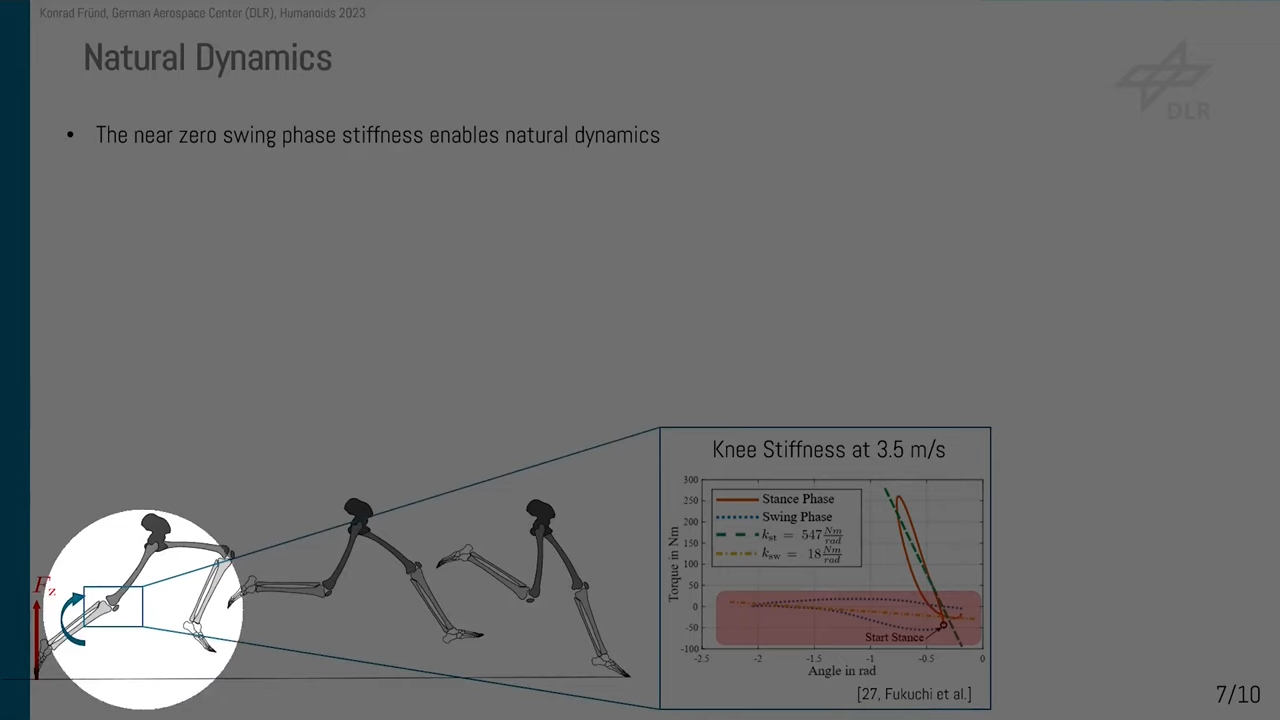 Konrad Fründ, German Aerospace Center (DLR), Humanoids 2023
Natural Dynamics
DLR
• The near zero swing phase stiffness enables natural dynamics
Knee Stiffness at 3.5 m/s
300
250
200
150
100
50
0
-50
-100
Torque in Nm
Stance Phase
Swing Phase
k_st = 547 Nm/rad
k_sw = 18 Nm/rad
Start Stance
-2.5 -2 -1.5 -1 -0.5 0
Angle in rad
[27, Fukuchi et al.]
F_z
7/10